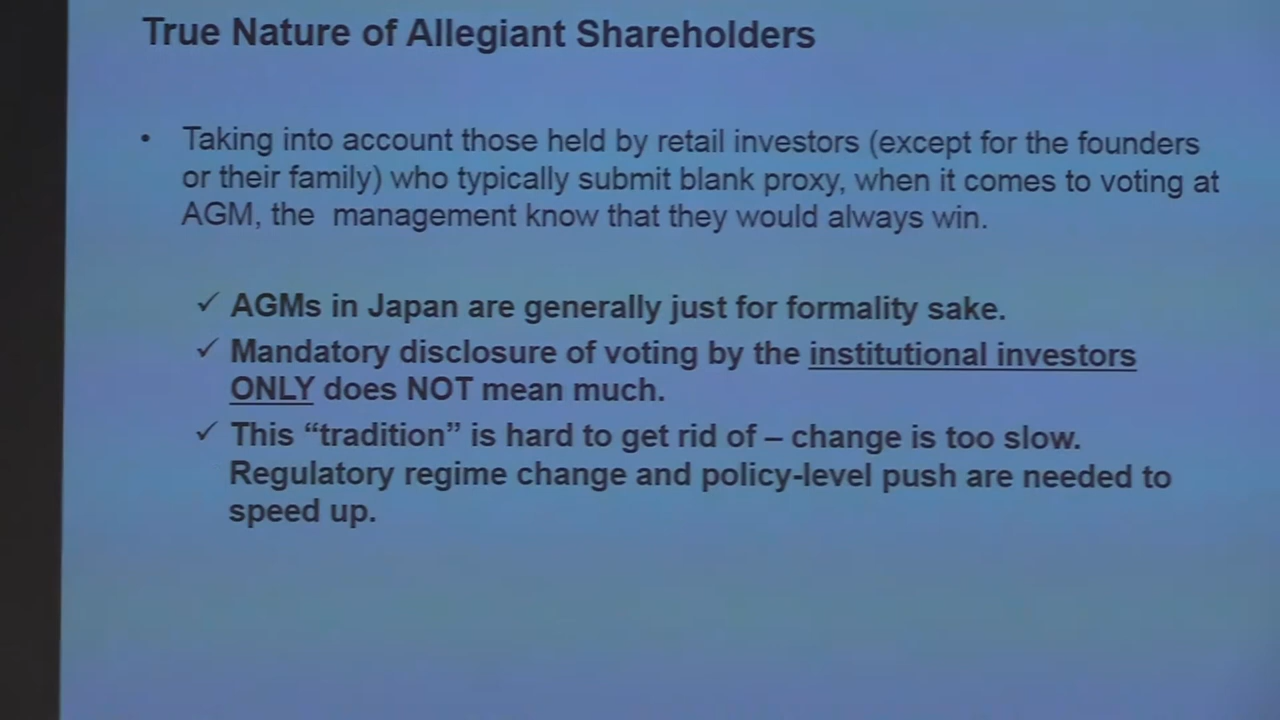 True Nature of Allegiant Shareholders
• Taking into account those held by retail investors (except for the founders
or their family) who typically submit blank proxy, when it comes to voting at
AGM, the  management know that they would always win.
✓ AGMs in Japan are generally just for formality sake.
✓ Mandatory disclosure of voting by the institutional investors
ONLY does NOT mean much.
✓ This “tradition” is hard to get rid of – change is too slow.
Regulatory regime change and policy-level push are needed to
speed up.